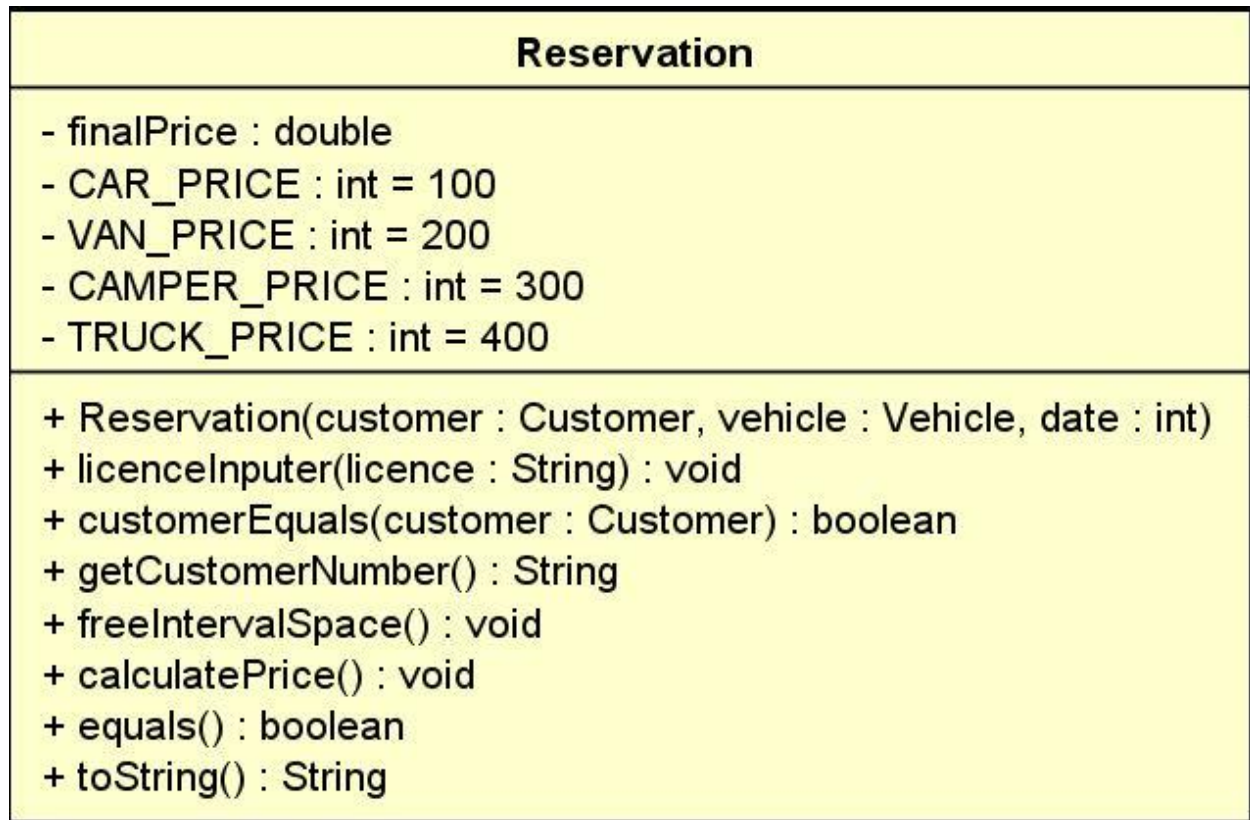 Reservation
- finalPrice : double
- CAR_PRICE : int = 100
- VAN_PRICE : int = 200
- CAMPER_PRICE : int = 300
- TRUCK_PRICE : int = 400
+ Reservation(customer : Customer, vehicle : Vehicle, date : int)
+ licenceInputer(licence : String) : void
+ customerEquals(customer : Customer) : boolean
+ getCustomerNumber() : String
+ freeIntervalSpace() : void
+ calculatePrice() : void
+ equals() : boolean
+ toString() : String